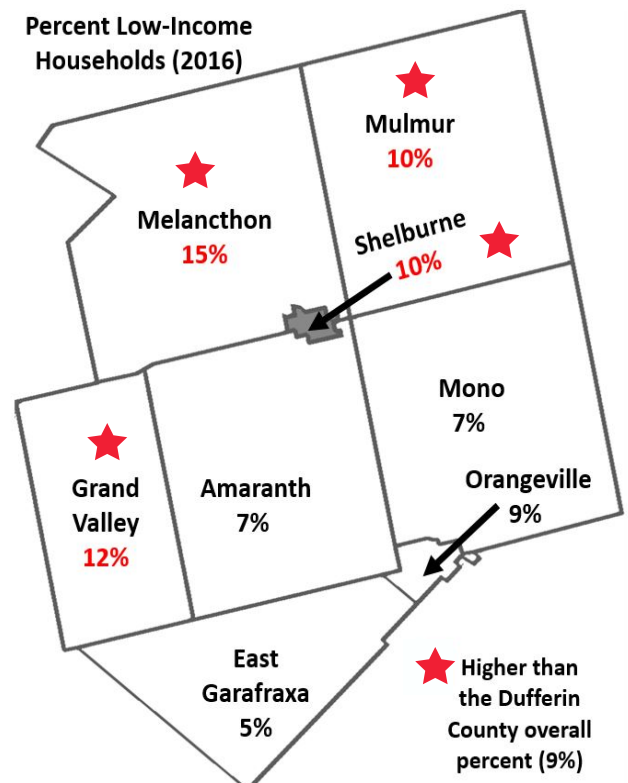 Percent Low-Income
Households (2016)
Mulmur
10%
Melancthon
15%
Shelburne
10%
Mono
7%
Orangeville
9%
Grand
Valley
12%
Amaranth
7%
East
Garafraxa
5%
Higher than
the Dufferin
County overall
percent (9%)